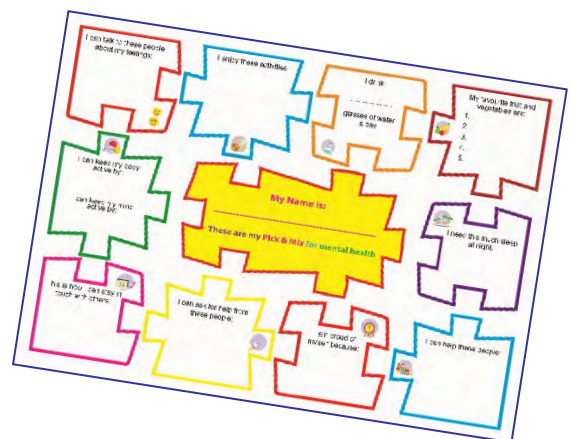 I can talk to these people
about my feelings:
I enjoy these activities
I drink
glasses of water
a day
My favourite fruit and
vegetables are:
1.
2.
3.
4.
5.
I can keep my body
active by:
I can keep my mind
active by:
My Name is:
These are my Pick & Mix for mental health
I need this much sleep
at night:
This is how I can stay in
touch with others
I can ask for help from
these people:
I'm proud of
myself because:
I can help these people: